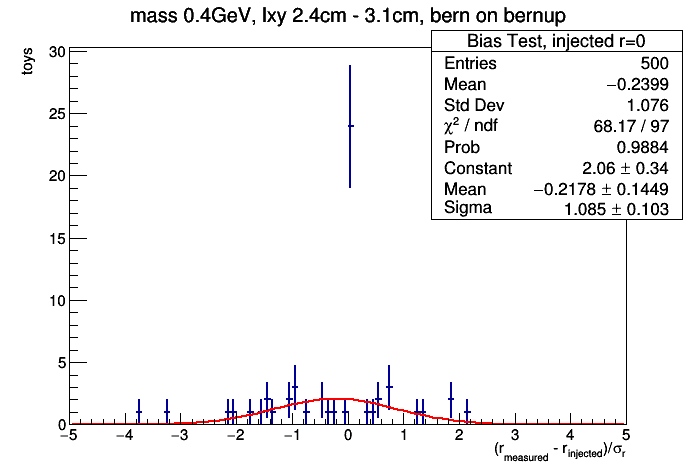 mass 0.4GeV, lxy 2.4cm - 3.1cm, bern on bernup
Bias Test, injected r=0
Entries 500
Mean −0.2399
Std Dev 1.076
χ² / ndf 68.17 / 97
Prob 0.9884
Constant 2.06 ± 0.34
Mean −0.2178 ± 0.1449
Sigma 1.085 ± 0.103
toys
30
25
20
15
10
5
0
−5 −4 −3 −2 −1 0 1 2 3 4 5
(r_measured - r_injected)/σ_r